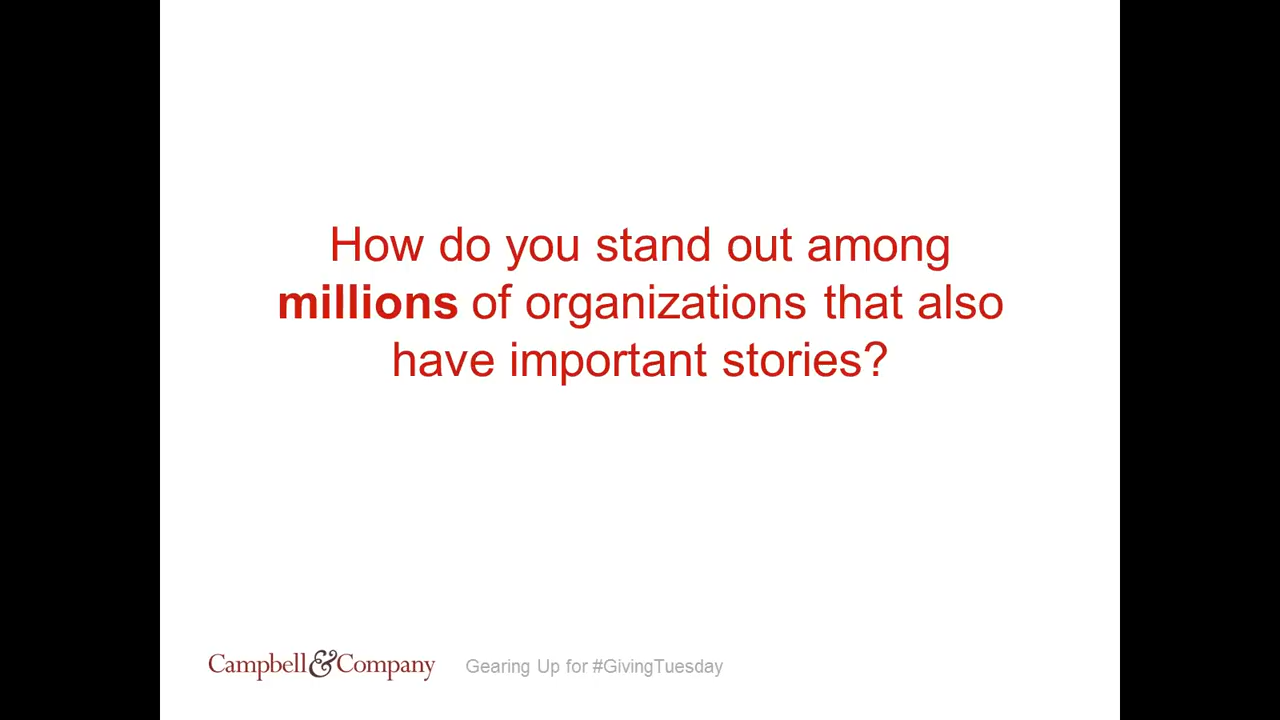 How do you stand out among
millions of organizations that also
have important stories?
Campbell&Company Gearing Up for #GivingTuesday